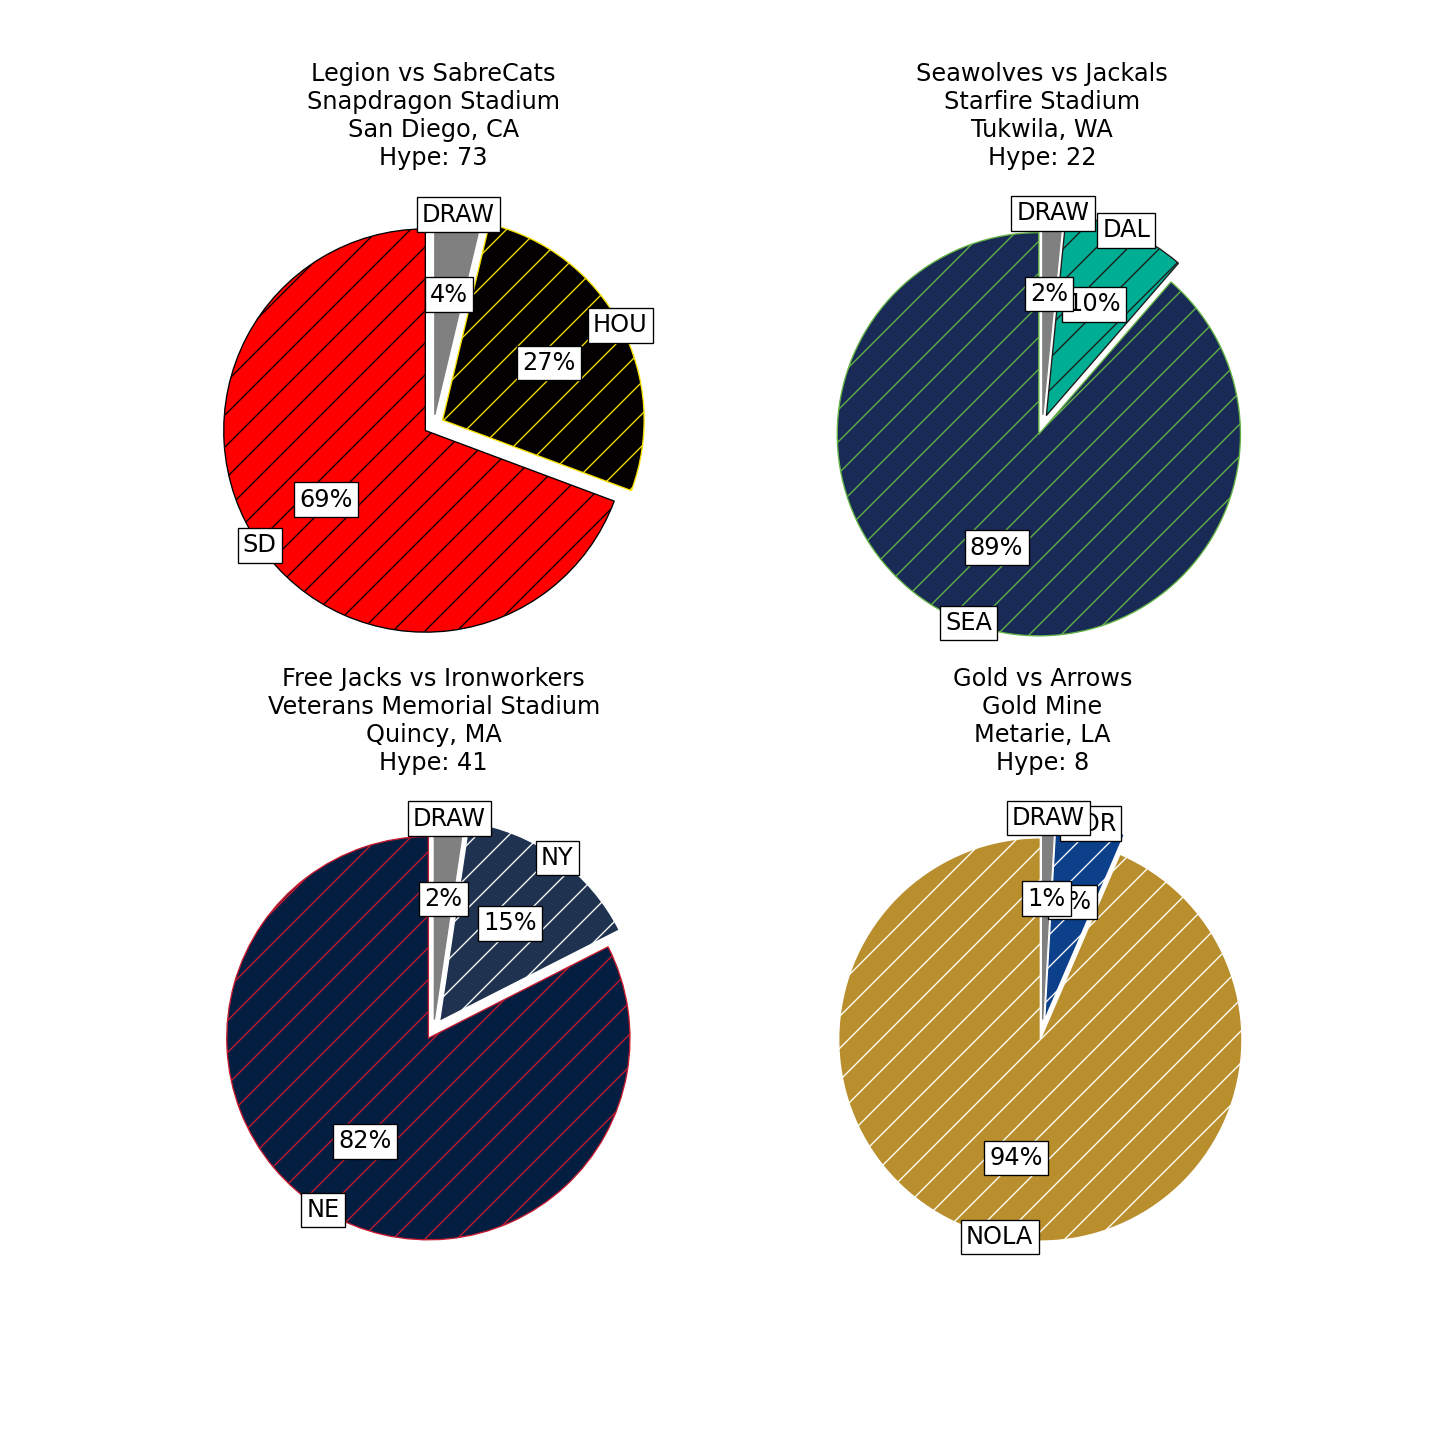 Legion vs SabreCats
Snapdragon Stadium
San Diego, CA
Hype: 73
DRAW
4%
HOU
27%
69%
SD
Seawolves vs Jackals
Starfire Stadium
Tukwila, WA
Hype: 22
DRAW
DAL
2%
10%
89%
SEA
Free Jacks vs Ironworkers
Veterans Memorial Stadium
Quincy, MA
Hype: 41
DRAW
NY
2%
15%
82%
NE
Gold vs Arrows
Gold Mine
Metarie, LA
Hype: 8
DRAW
1%
94%
NOLA